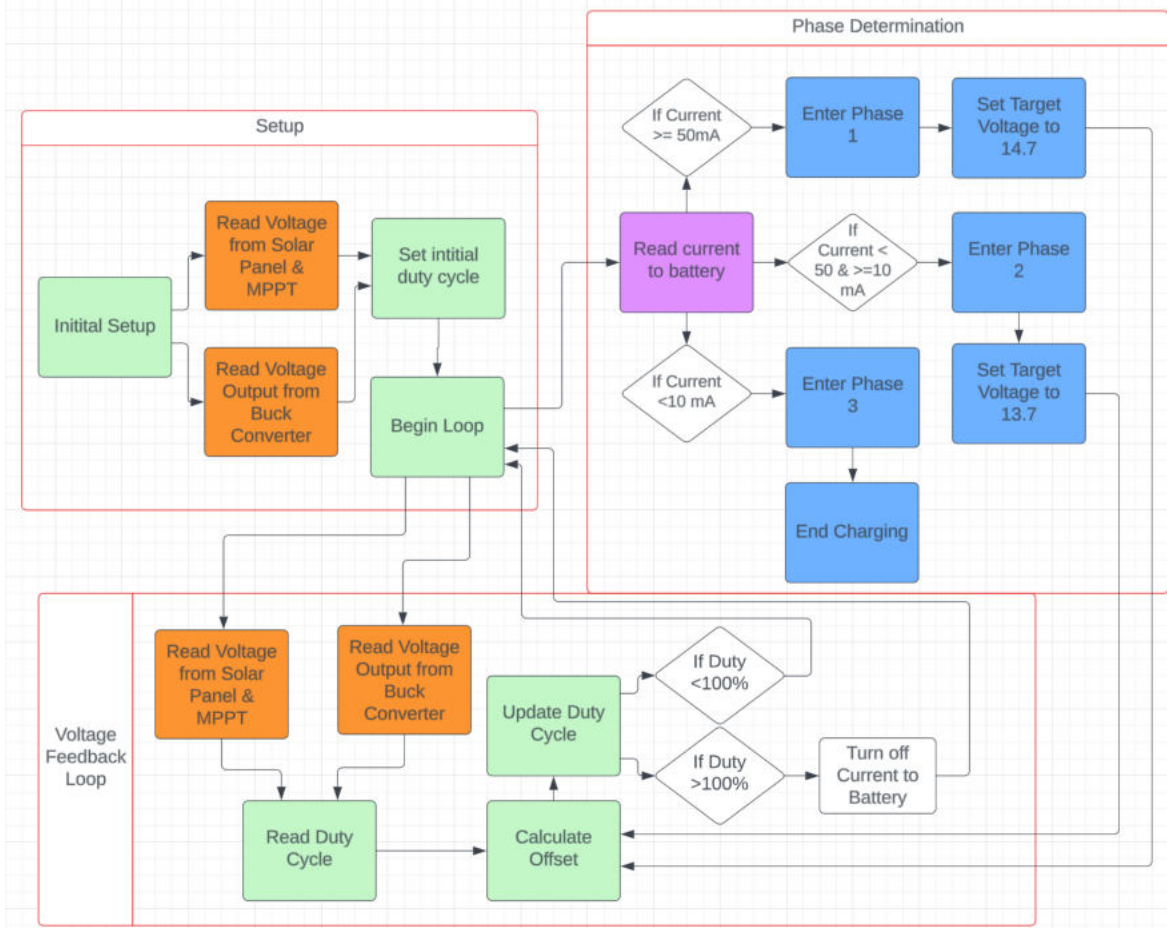 Phase Determination
If Current
>= 50mA
Enter Phase
1
Set Target
Voltage to
14.7
Setup
Read Voltage
from Solar
Panel &
MPPT
Set intitial
duty cycle
Initital Setup
Read Voltage
Output from
Buck
Converter
Begin Loop
Read current
to battery
If
Current <
50 & >=10
mA
Enter Phase
2
If Current
<10 mA
Enter Phase
3
Set Target
Voltage to
13.7
End Charging
Voltage
Feedback
Loop
Read Voltage
from Solar
Panel &
MPPT
Read Voltage
Output from
Buck
Converter
Update Duty
Cycle
If Duty
<100%
If Duty
>100%
Turn off
Current to
Battery
Read Duty
Cycle
Calculate
Offset